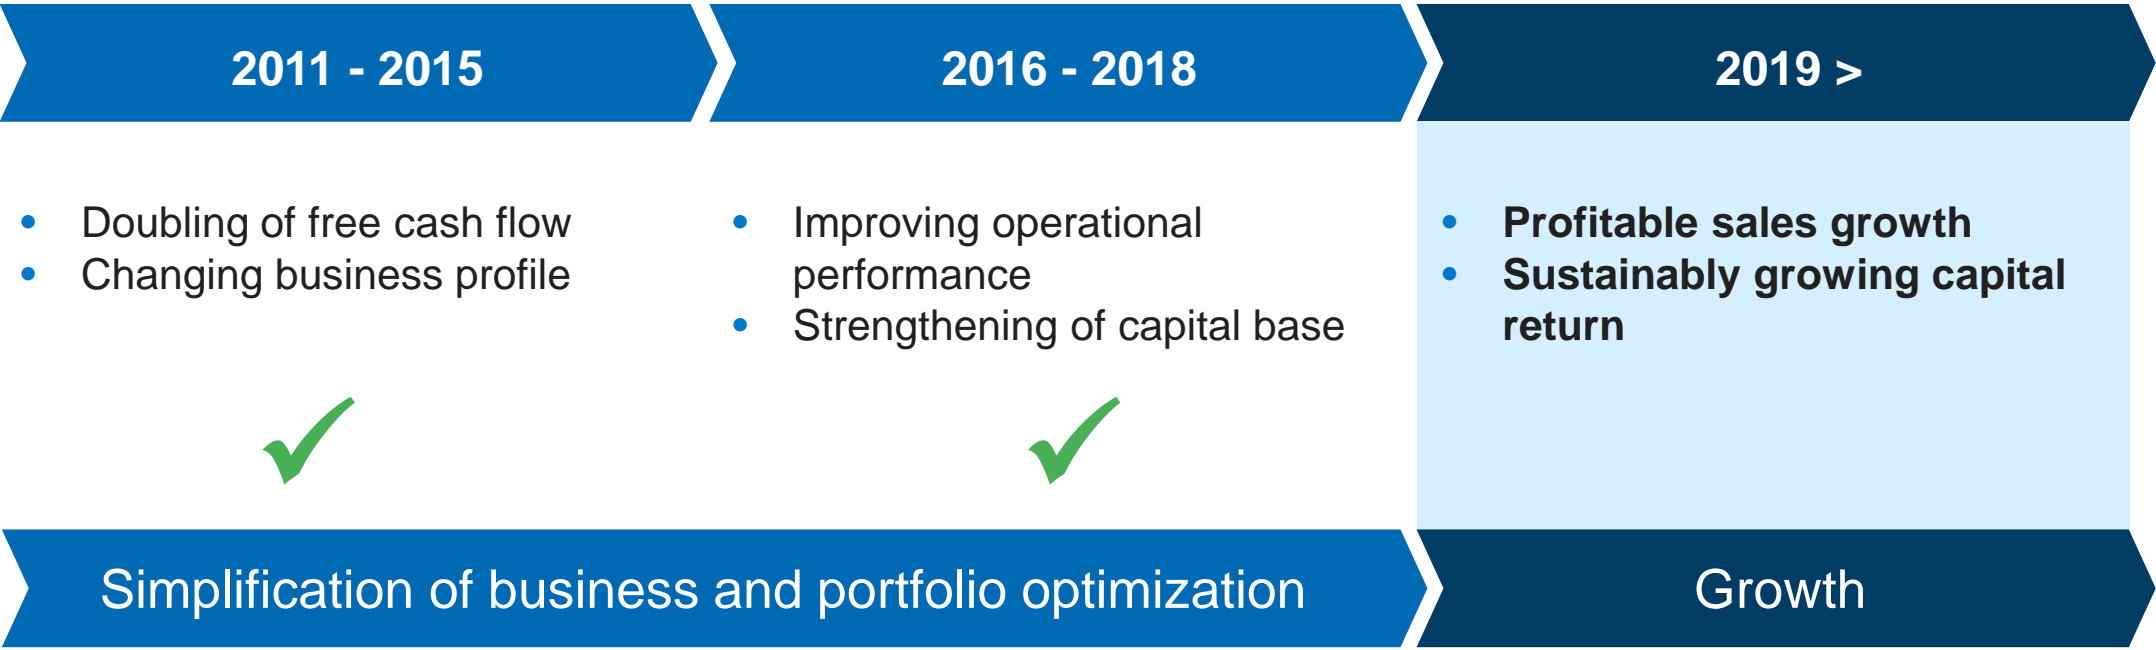 2011 - 2015
2016 - 2018
2019 >
• Doubling of free cash flow
• Changing business profile
• Improving operational
performance
• Strengthening of capital base
• Profitable sales growth
• Sustainably growing capital
return
Simplification of business and portfolio optimization
Growth